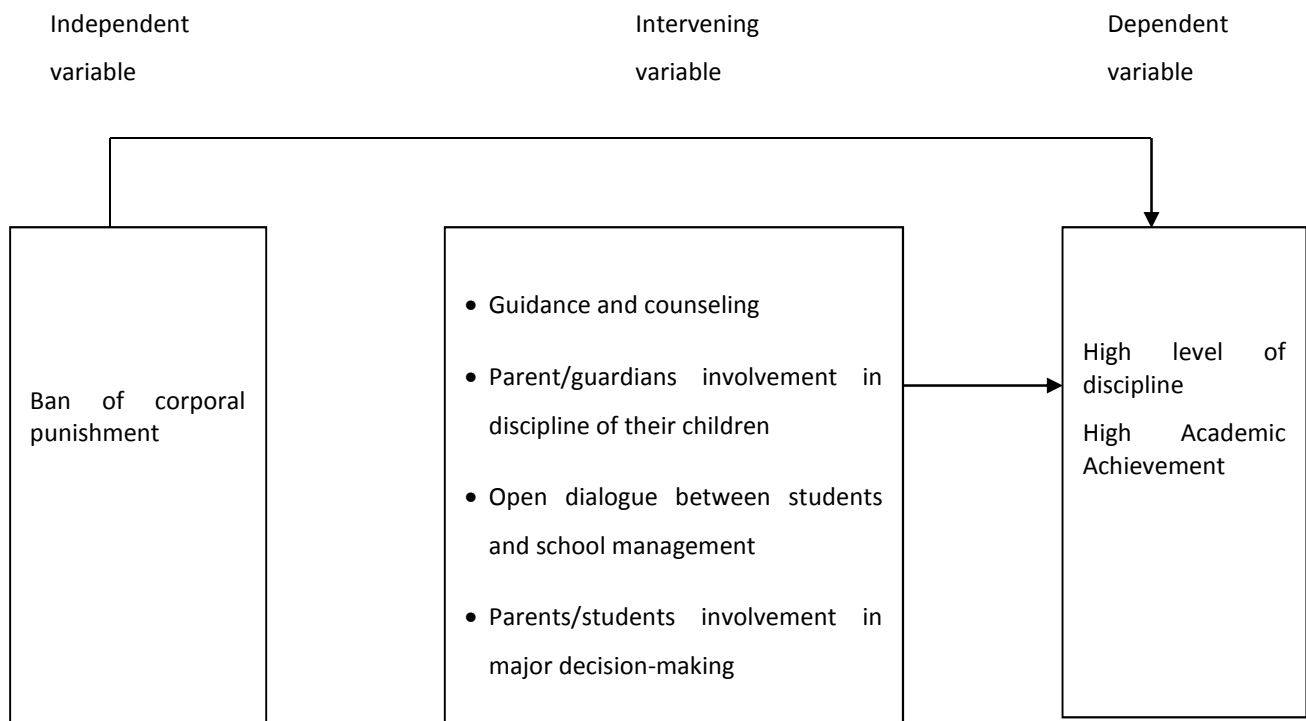 Independent
variable
Intervening
variable
Dependent
variable
Ban of corporal
punishment
• Guidance and counseling
• Parent/guardians involvement in
discipline of their children
• Open dialogue between students
and school management
• Parents/students involvement in
major decision-making
High level of
discipline
High Academic
Achievement